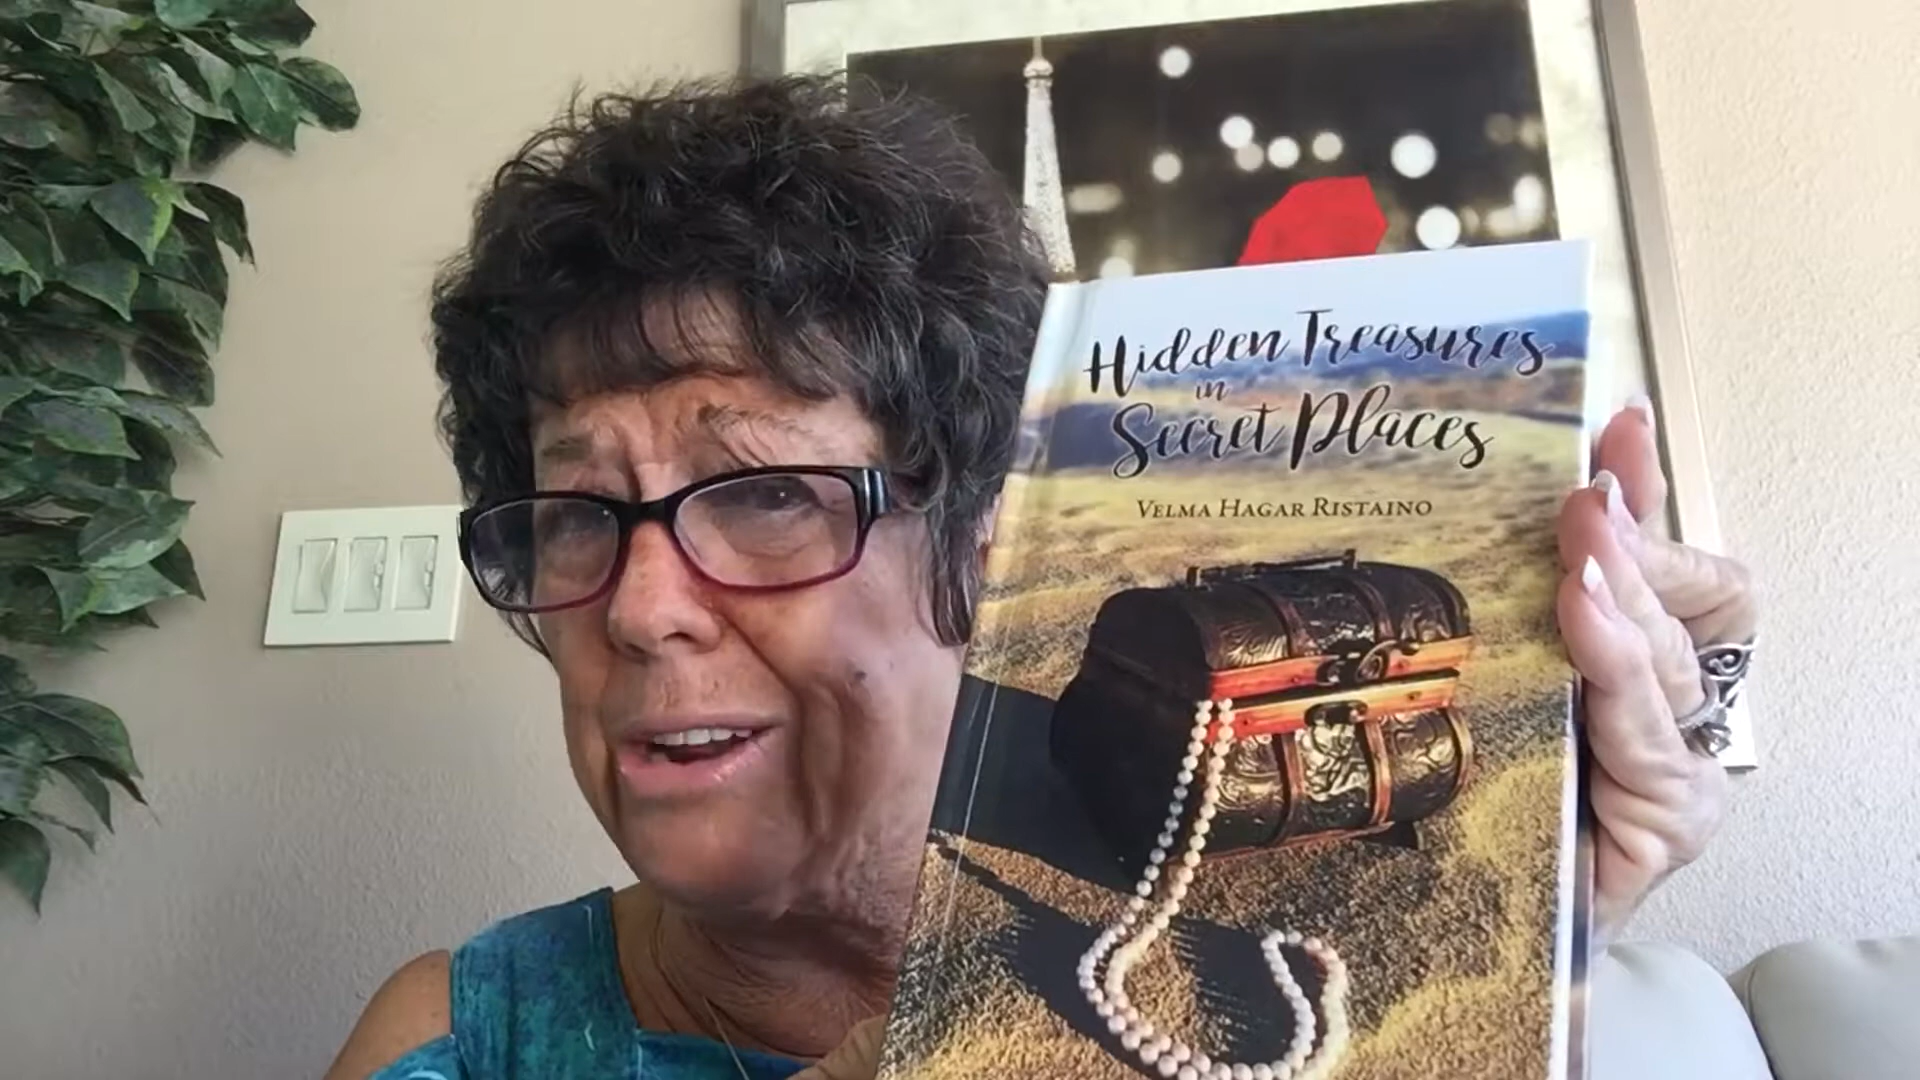 Hidden Treasures
in
Secret Places
VELMA HAGAR RISTAINO